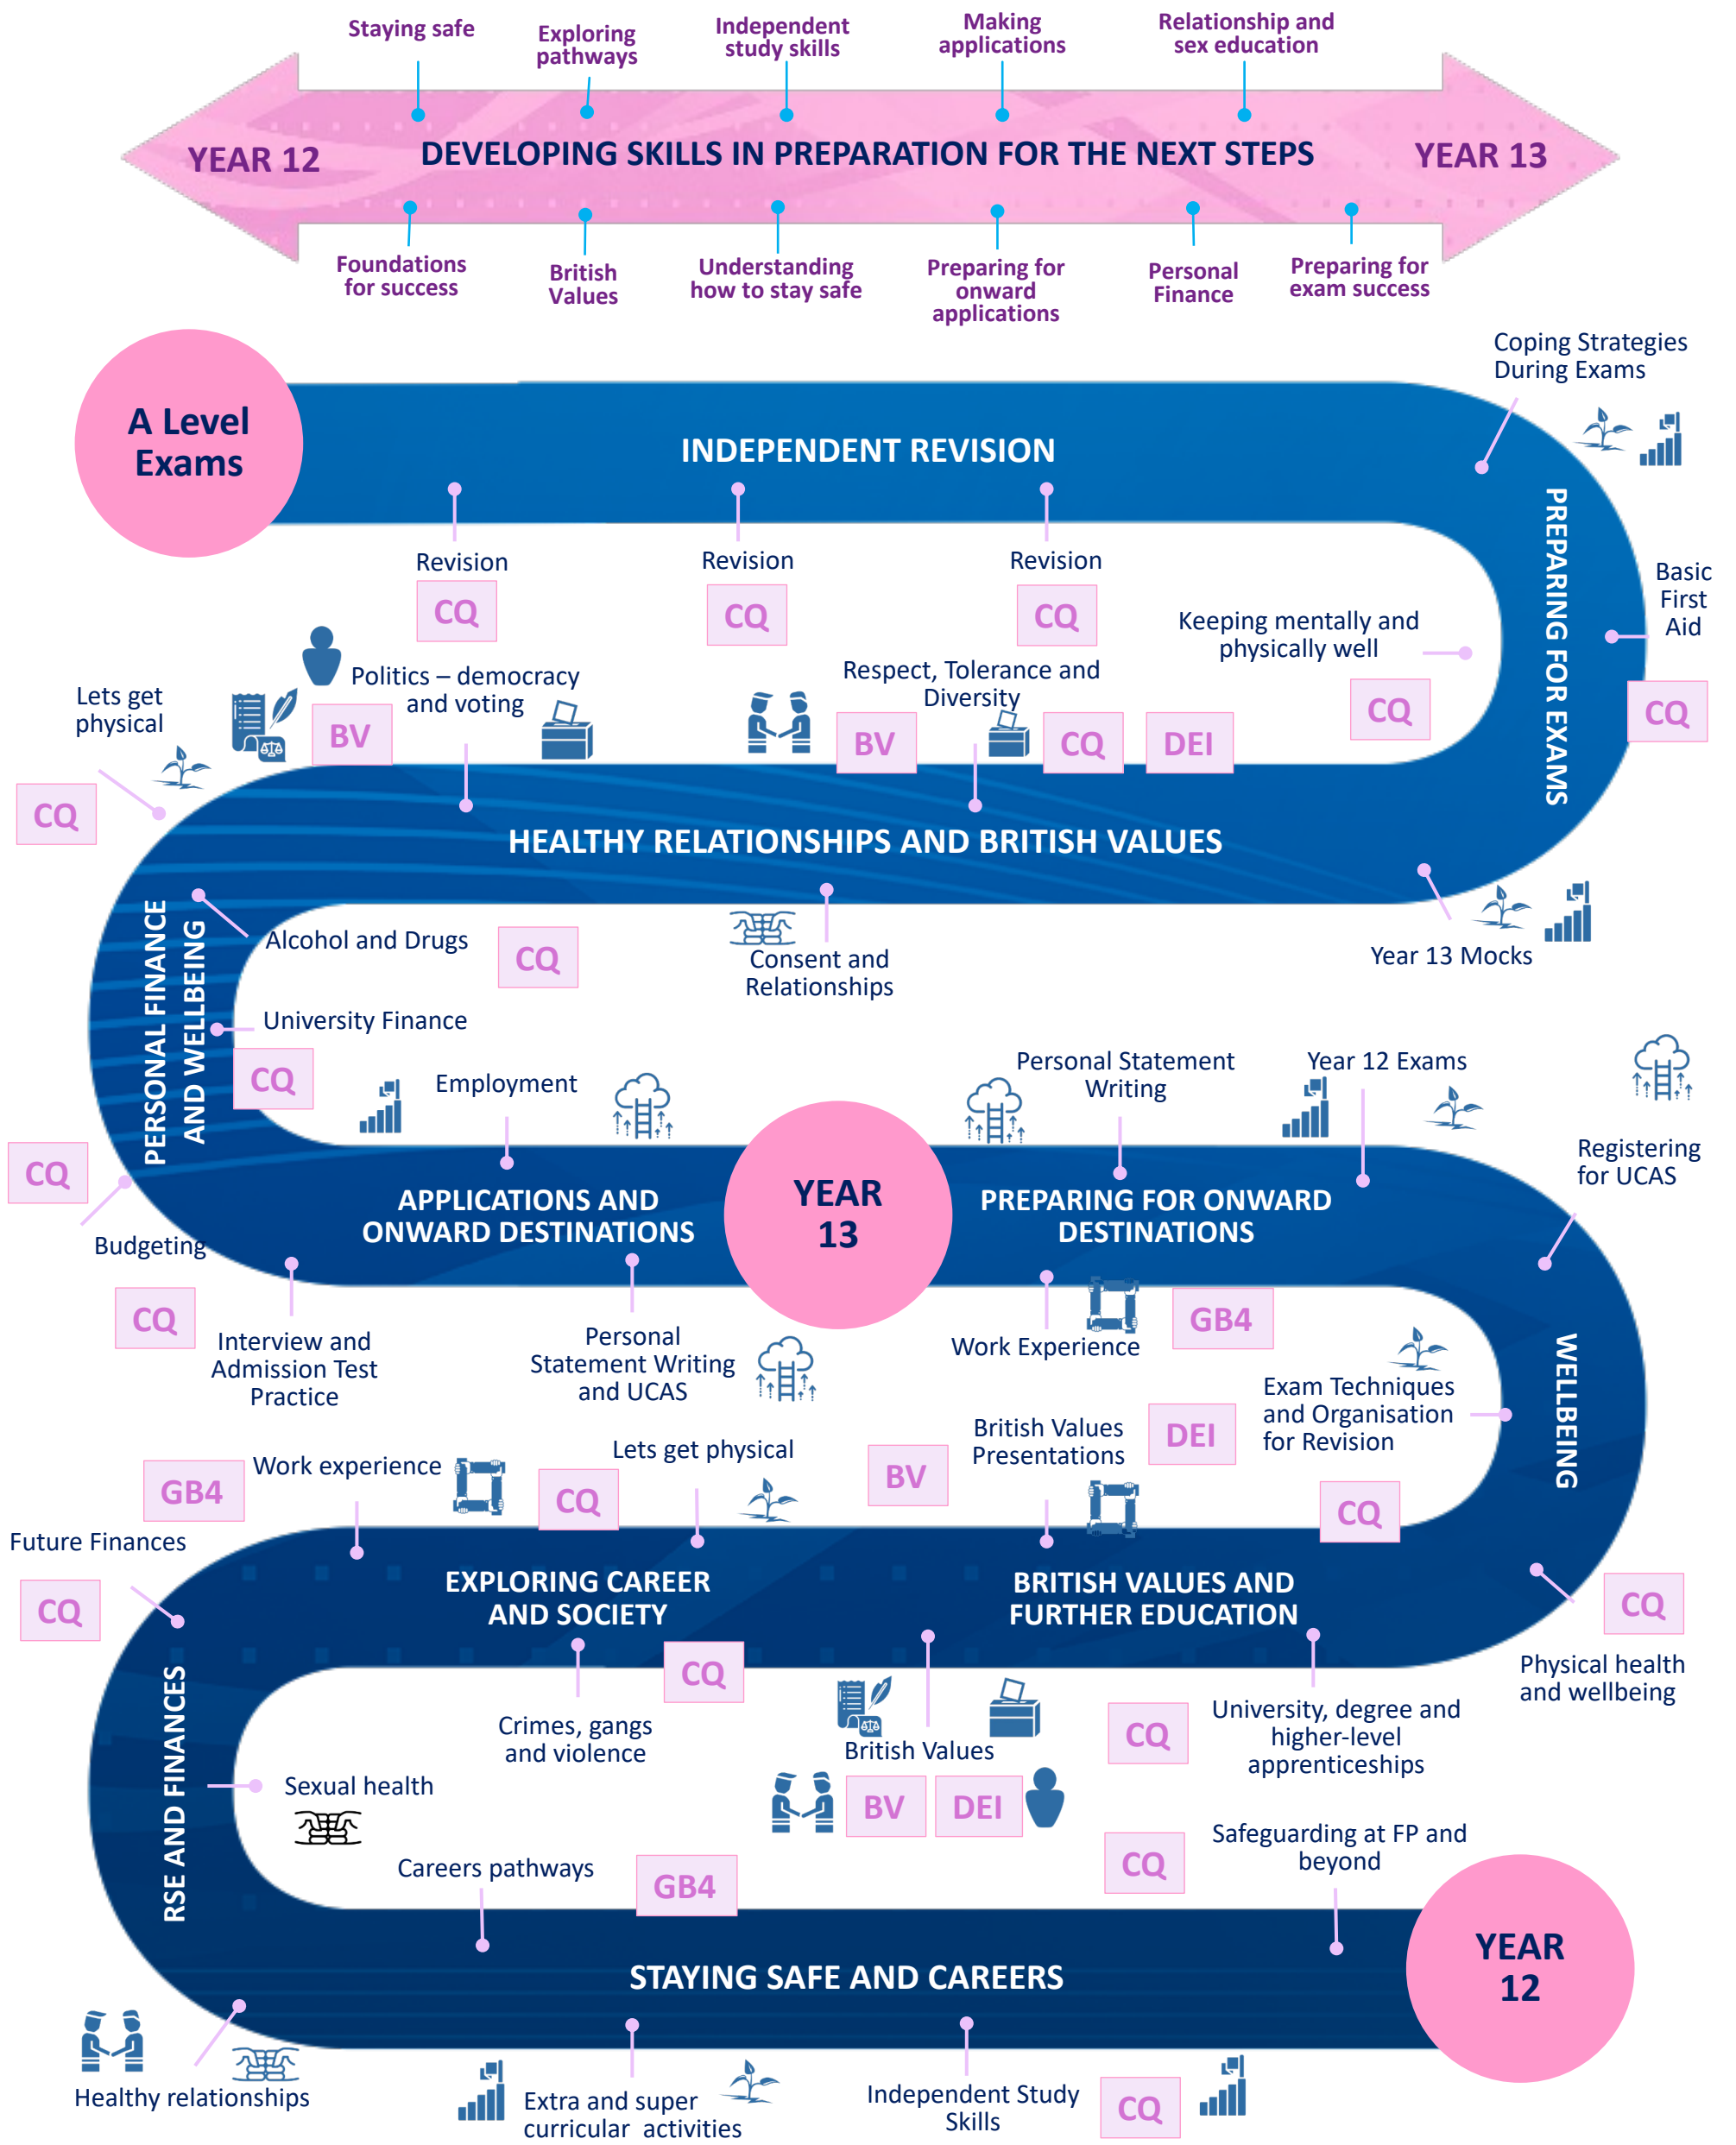 Staying safe
Exploring
pathways
Independent
study skills
Making
applications
Relationship and
sex education
YEAR 12
DEVELOPING SKILLS IN PREPARATION FOR THE NEXT STEPS
YEAR 13
Foundations
for success
British
Values
Understanding
how to stay safe
Preparing for
onward
applications
Personal
Finance
Preparing for
exam success
Coping Strategies
During Exams
A Level
Exams
INDEPENDENT REVISION
PREPARING FOR EXAMS
Revision
CQ
Revision
CQ
Revision
CQ
Basic
First
Aid
CQ
Keeping mentally and
physically well
CQ
Lets get
physical
CQ
Politics – democracy
and voting
BV
Respect, Tolerance and
Diversity
BV
CQ
DEI
HEALTHY RELATIONSHIPS AND BRITISH VALUES
PERSONAL FINANCE
AND WELLBEING
Alcohol and Drugs
CQ
Consent and
Relationships
Year 13 Mocks
University Finance
CQ
Employment
Personal Statement
Writing
Year 12 Exams
Registering
for UCAS
CQ
Budgeting
APPLICATIONS AND
ONWARD DESTINATIONS
YEAR
13
PREPARING FOR ONWARD
DESTINATIONS
CQ
Interview and
Admission Test
Practice
Personal
Statement Writing
and UCAS
Work Experience
GB4
WELLBEING
Exam Techniques
and Organisation
for Revision
CQ
GB4
Work experience
Lets get physical
CQ
BV
British Values
Presentations
DEI
Future Finances
CQ
EXPLORING CAREER
AND SOCIETY
BRITISH VALUES AND
FURTHER EDUCATION
CQ
Physical health
and wellbeing
RSE AND FINANCES
Crimes, gangs
and violence
CQ
British Values
BV
DEI
CQ
University, degree and
higher-level
apprenticeships
Sexual health
Careers pathways
GB4
CQ
Safeguarding at FP and
beyond
STAYING SAFE AND CAREERS
YEAR
12
Healthy relationships
Extra and super
curricular activities
Independent Study
Skills
CQ